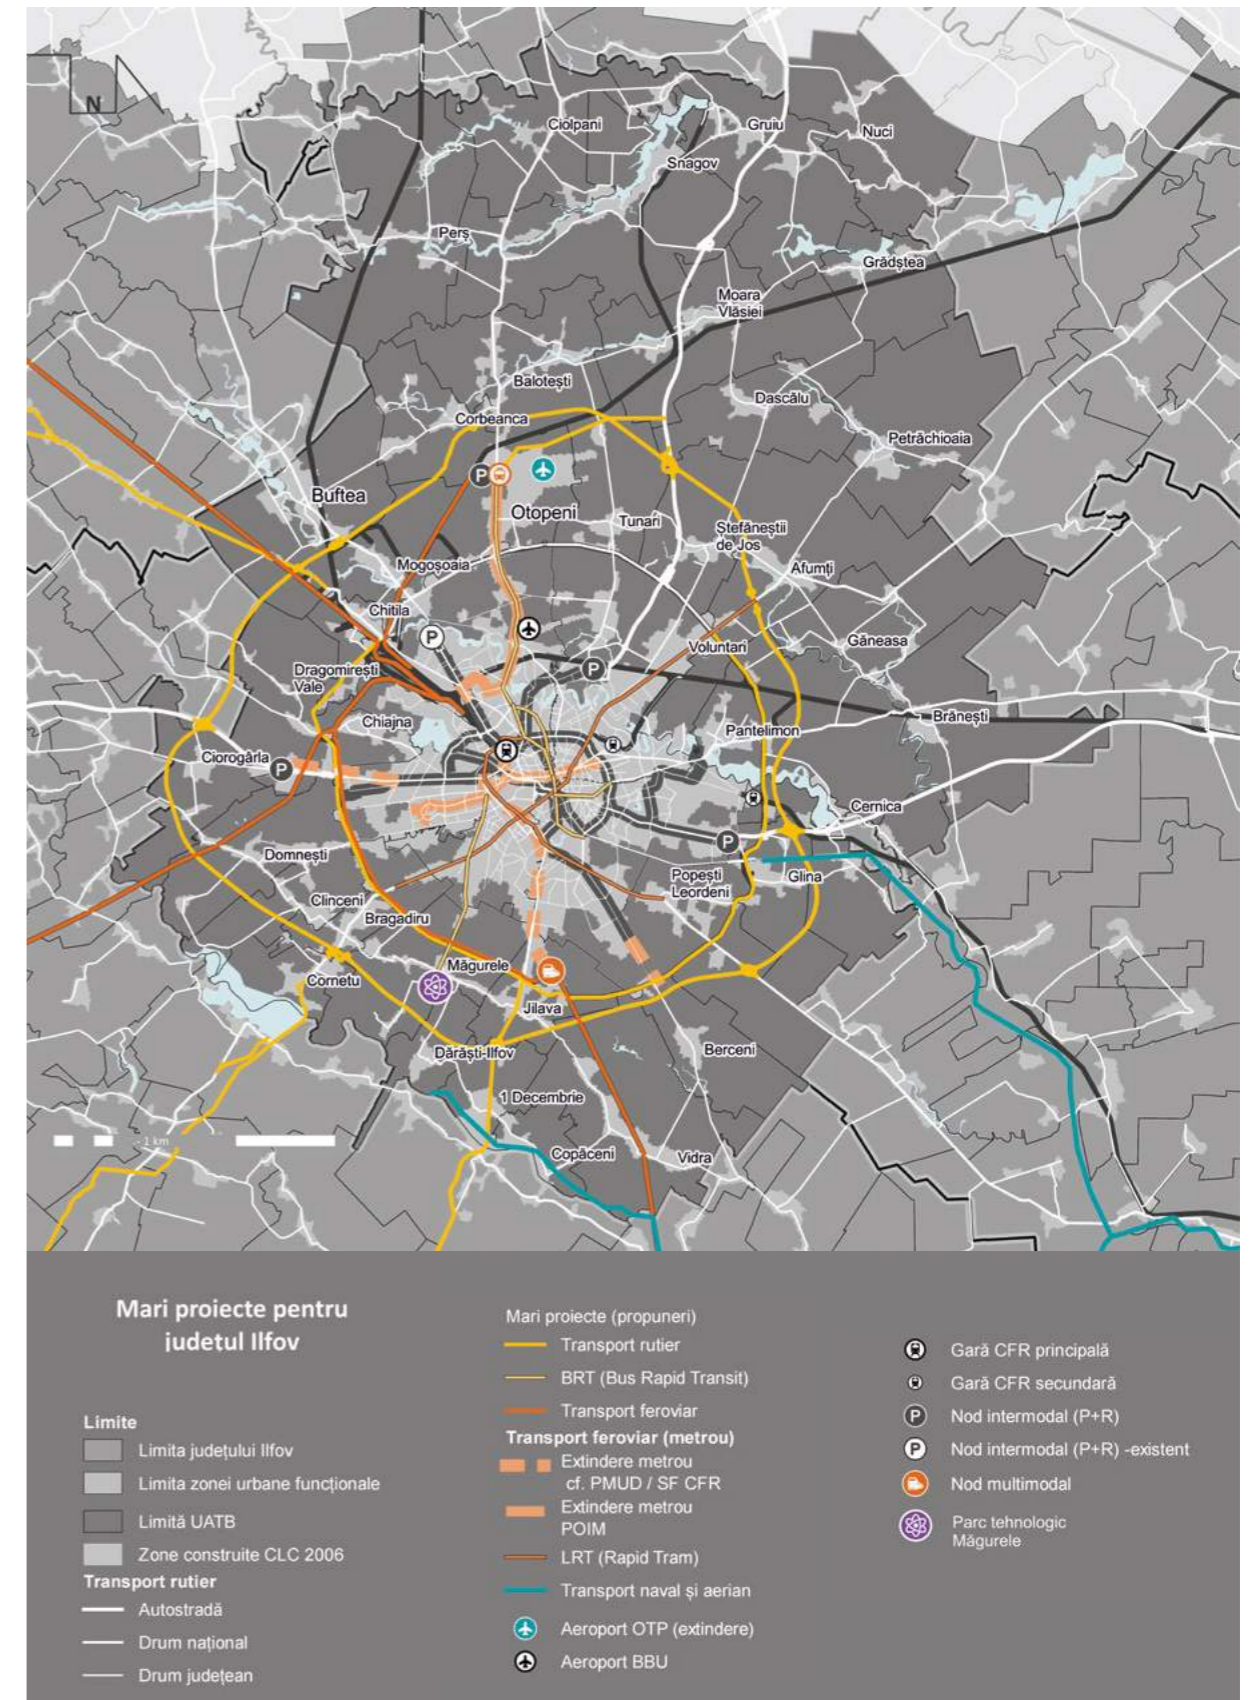 N
Ciolpani
Gruiu
Nuci
Snagov
Perș
Grădștea
Moara
Vlăsiei
Balotești
Dascălu
Corbeanca
Petrăchioaia
P
Buftea
Otopeni
Tunari
Ștefăneștii
de Jos
Mogoșoaia
Afumți
Chitila
P
Găneasa
Voluntari
Dragomirești
Vale
P
Chiajna
Brănești
Pantelimon
Ciorogârla
P
Cernica
P
Domnești
Popești
Leordeni
Glina
Clinceni
Bragadiru
Măgurele
Cornetu
Jilava
Dărăști-Ilfov
Berceni
1 Decembrie
1 km
Copăceni
Vidra
Mari proiecte pentru
județul Ilfov
Limite
Limita județului Ilfov
Limita zonei urbane funcționale
Limită UATB
Zone construite CLC 2006
Transport rutier
Autostradă
Drum național
Drum județean
Mari proiecte (propuneri)
Transport rutier
BRT (Bus Rapid Transit)
Transport feroviar
Transport feroviar (metrou)
Extindere metrou
cf. PMUD / SF CFR
Extindere metrou
POIM
LRT (Rapid Tram)
Transport naval și aerian
Aeroport OTP (extindere)
Aeroport BBU
Gară CFR principală
Gară CFR secundară
P Nod intermodal (P+R)
P Nod intermodal (P+R) -existent
Nod multimodal
Parc tehnologic
Măgurele